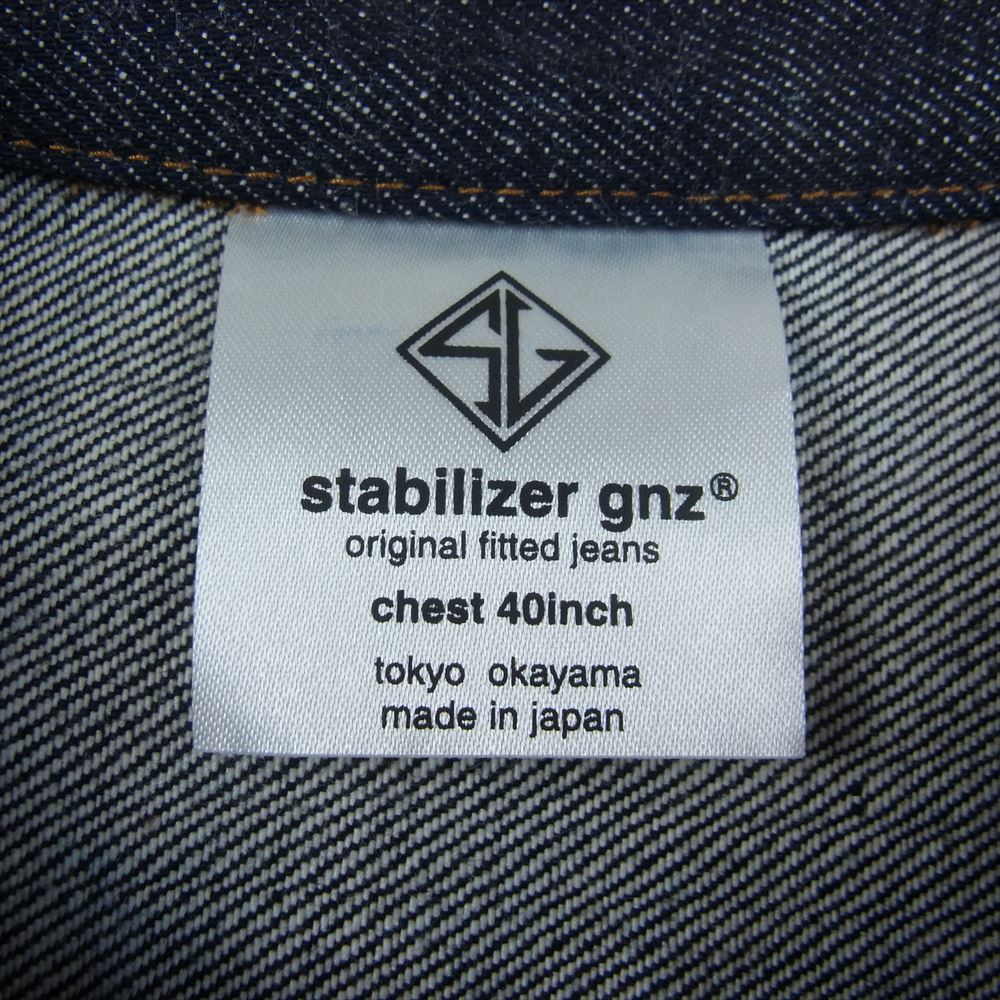 SG
stabilizer gnz®
original fitted jeans
chest 40inch
tokyo okayama
made in japan